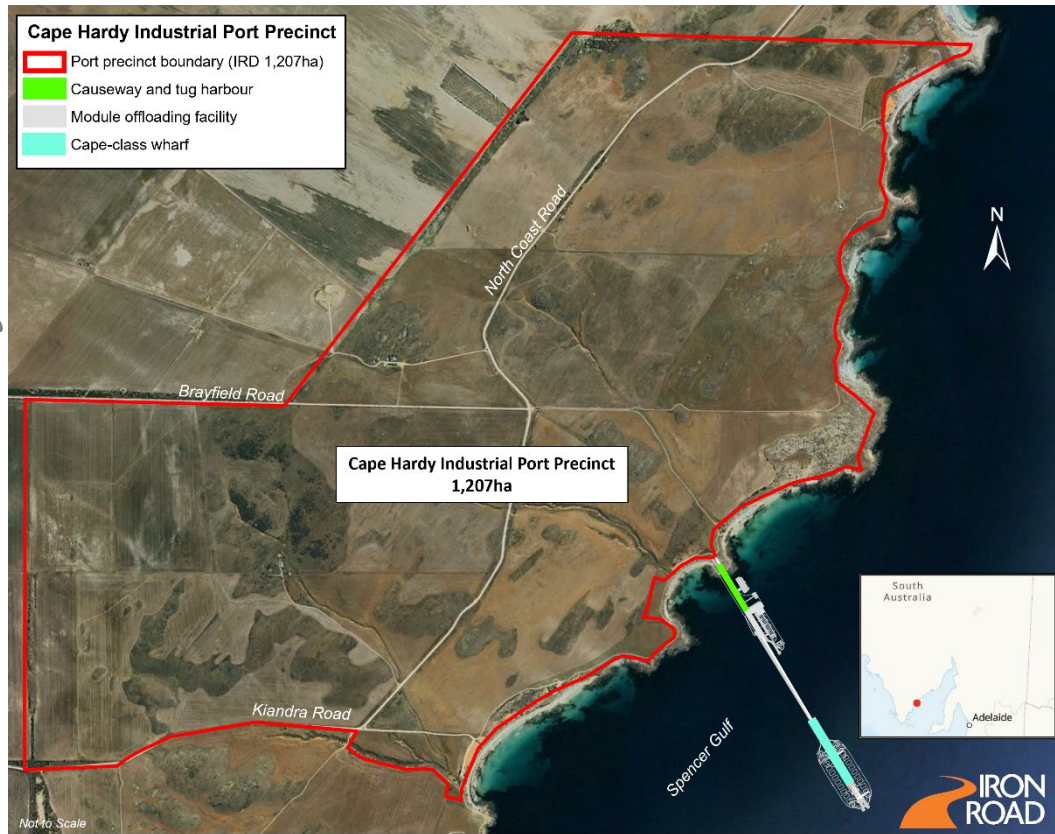 Cape Hardy Industrial Port Precinct
Port precinct boundary (IRD 1,207ha)
Causeway and tug harbour
Module offloading facility
Cape-class wharf
North Coast Road
N
Brayfield Road
Cape Hardy Industrial Port Precinct
1,207ha
South
Australia
Adelaide
Kiandra Road
Spencer Gulf
IRON
ROAD
Not to Scale